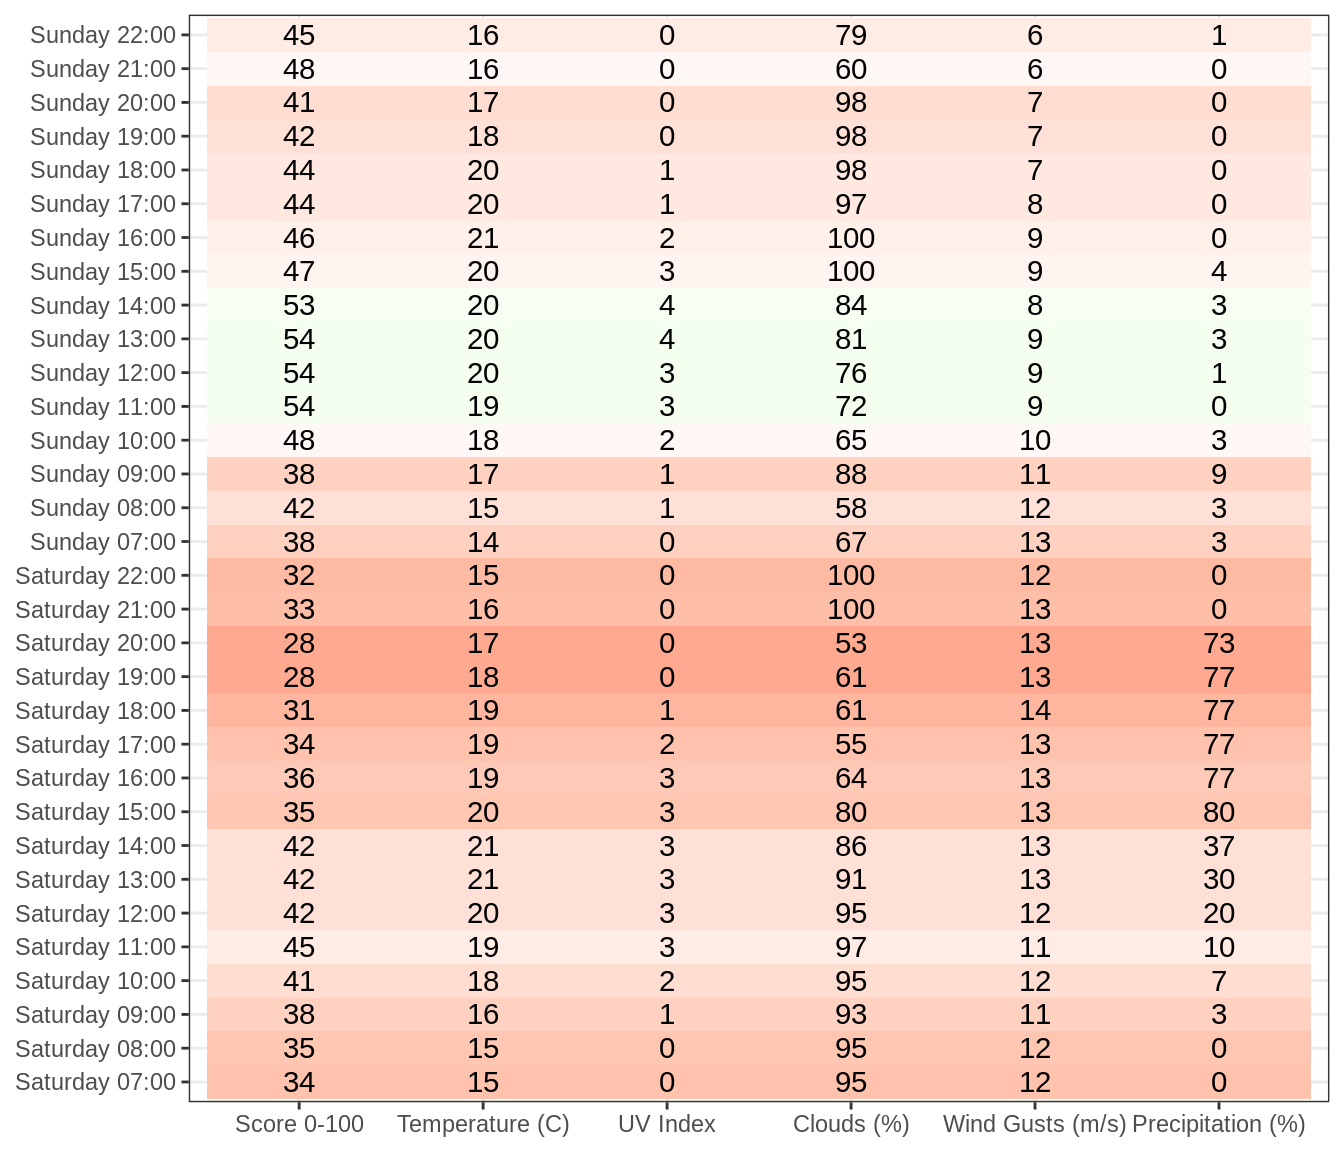 Sunday 22:00 45 16 0 79 6 1
Sunday 21:00 48 16 0 60 6 0
Sunday 20:00 41 17 0 98 7 0
Sunday 19:00 42 18 0 98 7 0
Sunday 18:00 44 20 1 98 7 0
Sunday 17:00 44 20 1 97 8 0
Sunday 16:00 46 21 2 100 9 0
Sunday 15:00 47 20 3 100 9 4
Sunday 14:00 53 20 4 84 8 3
Sunday 13:00 54 20 4 81 9 3
Sunday 12:00 54 20 3 76 9 1
Sunday 11:00 54 19 3 72 9 0
Sunday 10:00 48 18 2 65 10 3
Sunday 09:00 38 17 1 88 11 9
Sunday 08:00 42 15 1 58 12 3
Sunday 07:00 38 14 0 67 13 3
Saturday 22:00 32 15 0 100 12 0
Saturday 21:00 33 16 0 100 13 0
Saturday 20:00 28 17 0 53 13 73
Saturday 19:00 28 18 0 61 13 77
Saturday 18:00 31 19 1 61 14 77
Saturday 17:00 34 19 2 55 13 77
Saturday 16:00 36 19 3 64 13 77
Saturday 15:00 35 20 3 80 13 80
Saturday 14:00 42 21 3 86 13 37
Saturday 13:00 42 21 3 91 13 30
Saturday 12:00 42 20 3 95 12 20
Saturday 11:00 45 19 3 97 11 10
Saturday 10:00 41 18 2 95 12 7
Saturday 09:00 38 16 1 93 11 3
Saturday 08:00 35 15 0 95 12 0
Saturday 07:00 34 15 0 95 12 0
Score 0-100 Temperature (C) UV Index Clouds (%) Wind Gusts (m/s) Precipitation (%)